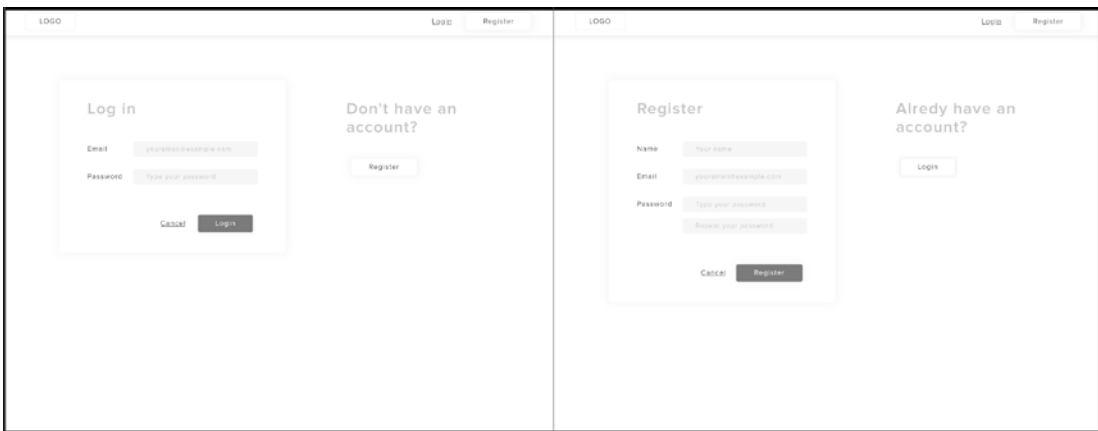 LOGO
Login
Register
Log in
Email
youremail@example.com
Password
Type your password
Cancel
Login
Don't have an
account?
Register
LOGO
Login
Register
Register
Name
Your name
Email
youremail@example.com
Password
Type your password
Repeat your password
Cancel
Register
Alredy have an
account?
Login